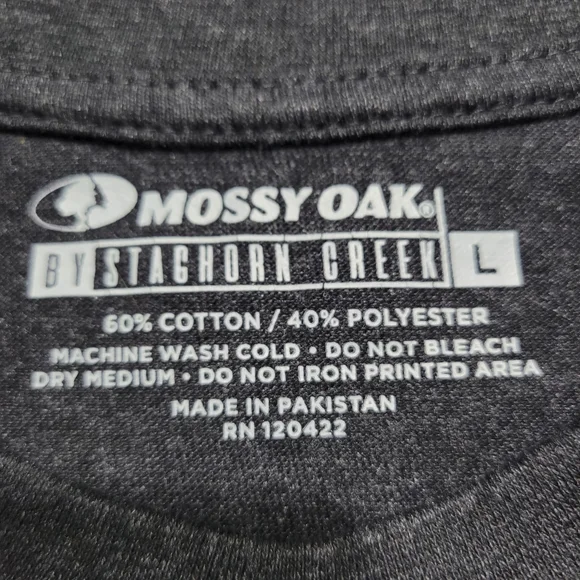 MOSSY OAK®
BY STAGHORN CREEK L
60% COTTON / 40% POLYESTER
MACHINE WASH COLD • DO NOT BLEACH
DRY MEDIUM • DO NOT IRON PRINTED AREA
MADE IN PAKISTAN
RN 120422